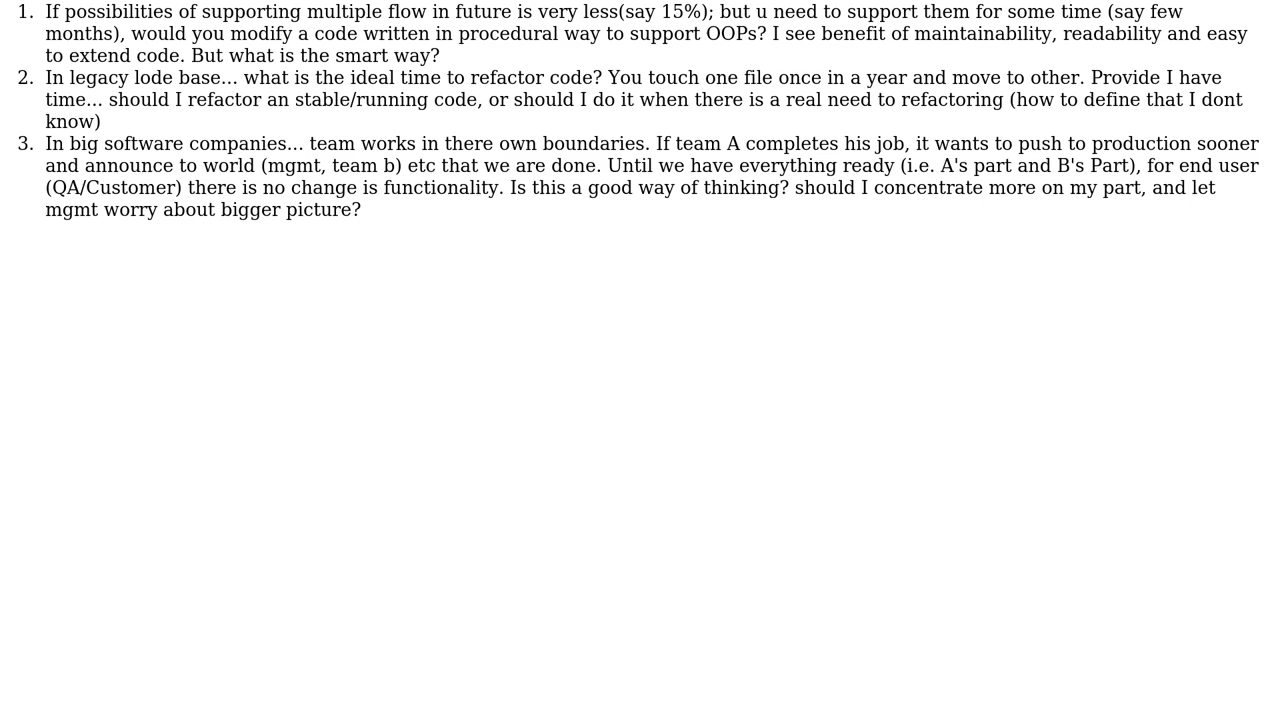 1. If possibilities of supporting multiple flow in future is very less(say 15%); but u need to support them for some time (say few
months), would you modify a code written in procedural way to support OOPs? I see benefit of maintainability, readability and easy
to extend code. But what is the smart way?
2. In legacy lode base... what is the ideal time to refactor code? You touch one file once in a year and move to other. Provide I have
time... should I refactor an stable/running code, or should I do it when there is a real need to refactoring (how to define that I dont
know)
3. In big software companies... team works in there own boundaries. If team A completes his job, it wants to push to production sooner
and announce to world (mgmt, team b) etc that we are done. Until we have everything ready (i.e. A's part and B's Part), for end user
(QA/Customer) there is no change is functionality. Is this a good way of thinking? should I concentrate more on my part, and let
mgmt worry about bigger picture?